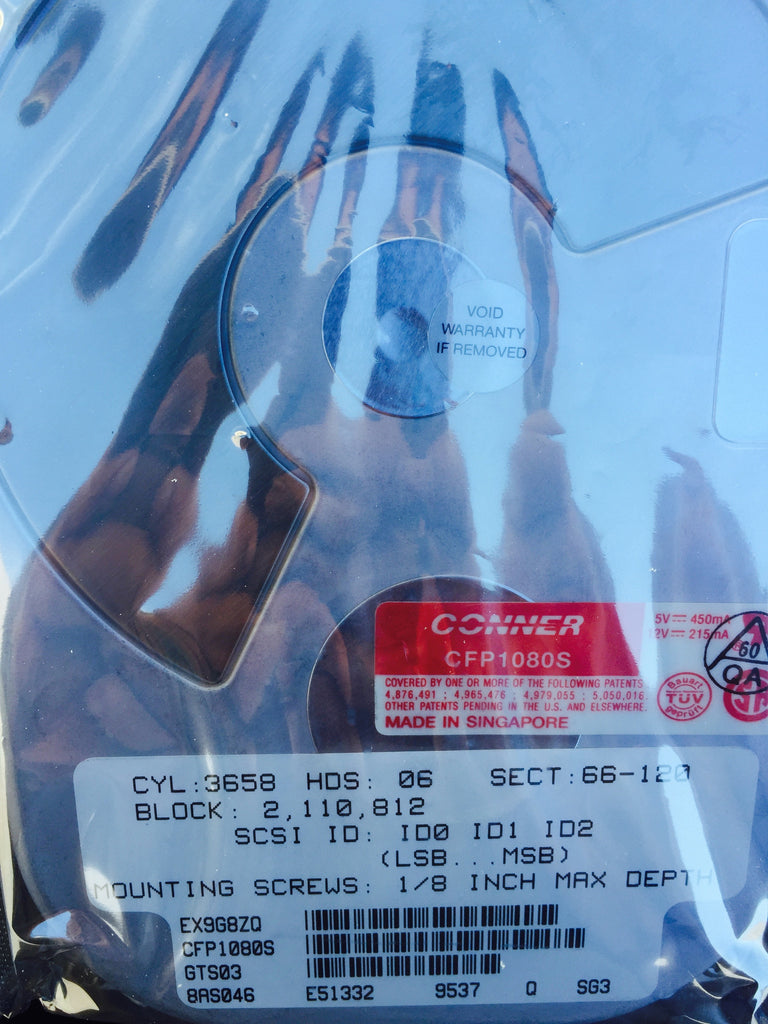 VOID
WARRANTY
IF REMOVED
CONNER
CFP1080S
5V 450mA
12V 215mA
60
QA
COVERED BY ONE OR MORE OF THE FOLLOWING PATENTS
4,876,491 ; 4,965,476 ; 4,979,055 ; 5,050,016.
OTHER PATENTS PENDING IN THE U.S. AND ELSEWHERE.
MADE IN SINGAPORE
Bauart
TÜV
geprüft
CYL:3658 HDS: 06 SECT:66-120
BLOCK: 2,110,812
SCSI ID: ID0 ID1 ID2
(LSB...MSB)
MOUNTING SCREWS: 1/8 INCH MAX DEPTH
EX9G8ZQ
CFP1080S
GTS03
8AS046 E51332 9537 Q SG3